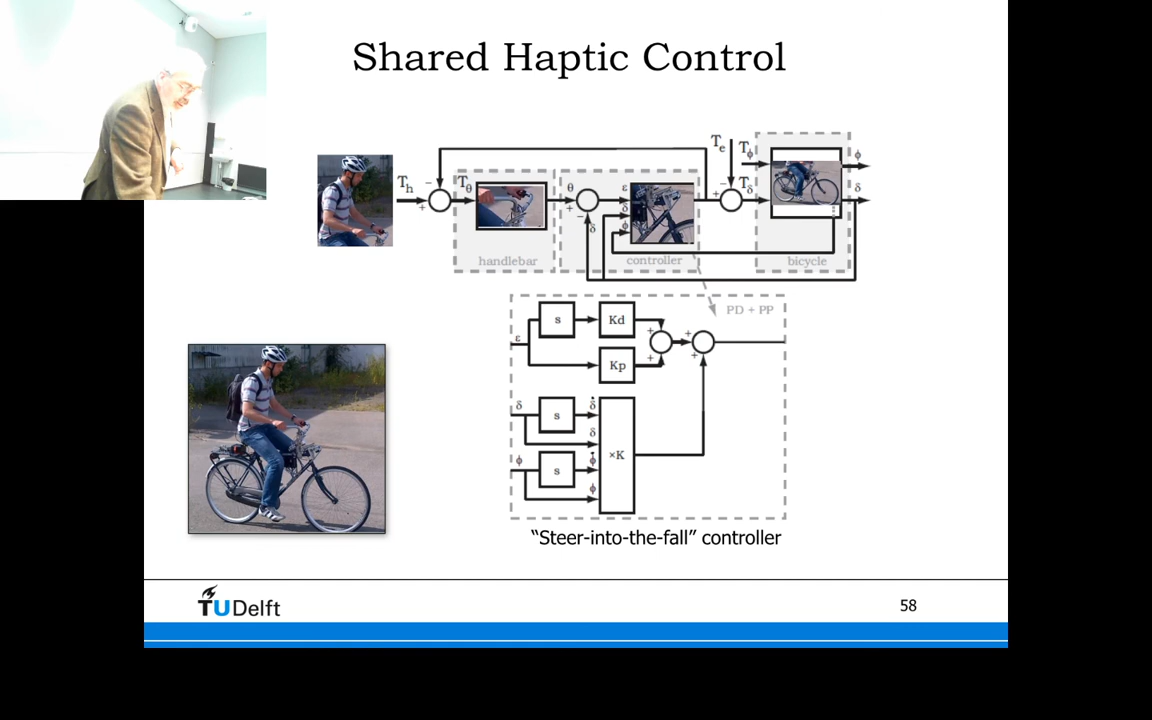 Shared Haptic Control
Th
−
+
Tθ
handlebar
θ
+
−
δ
ε
δ
ϕ
controller
Te
−
+
Tϕ
Tδ
ϕ
δ
bicycle
PD + PP
ε
s
Kd
Kp
+
+
+
+
δ
s
δ̇
δ
ϕ
s
ϕ̇
ϕ
×K
“Steer-into-the-fall” controller
TUDelft
58